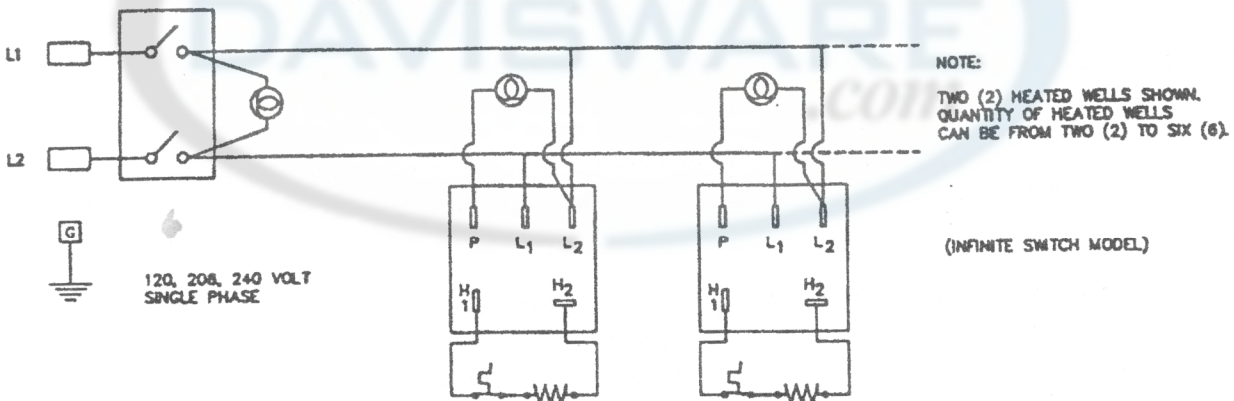 DAVISWARE
.com
L1
L2
G
120, 208, 240 VOLT
SINGLE PHASE
P L1 L2
H1 H2
P L1 L2
H1 H2
NOTE:
TWO (2) HEATED WELLS SHOWN.
QUANTITY OF HEATED WELLS
CAN BE FROM TWO (2) TO SIX (6).
(INFINITE SWITCH MODEL)